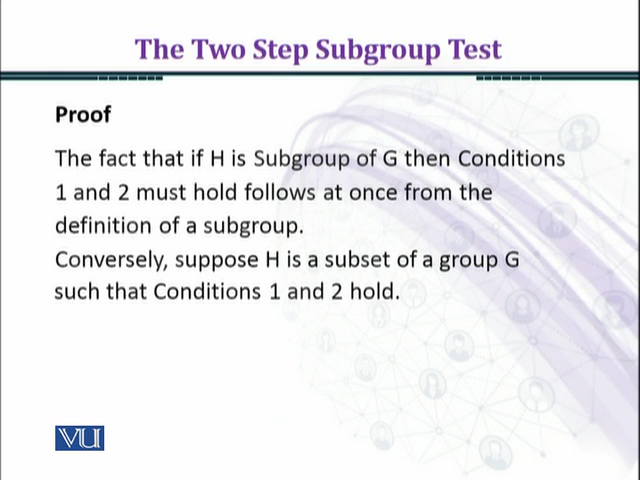 The Two Step Subgroup Test
Proof
The fact that if H is Subgroup of G then Conditions
1 and 2 must hold follows at once from the
definition of a subgroup.
Conversely, suppose H is a subset of a group G
such that Conditions 1 and 2 hold.
VU